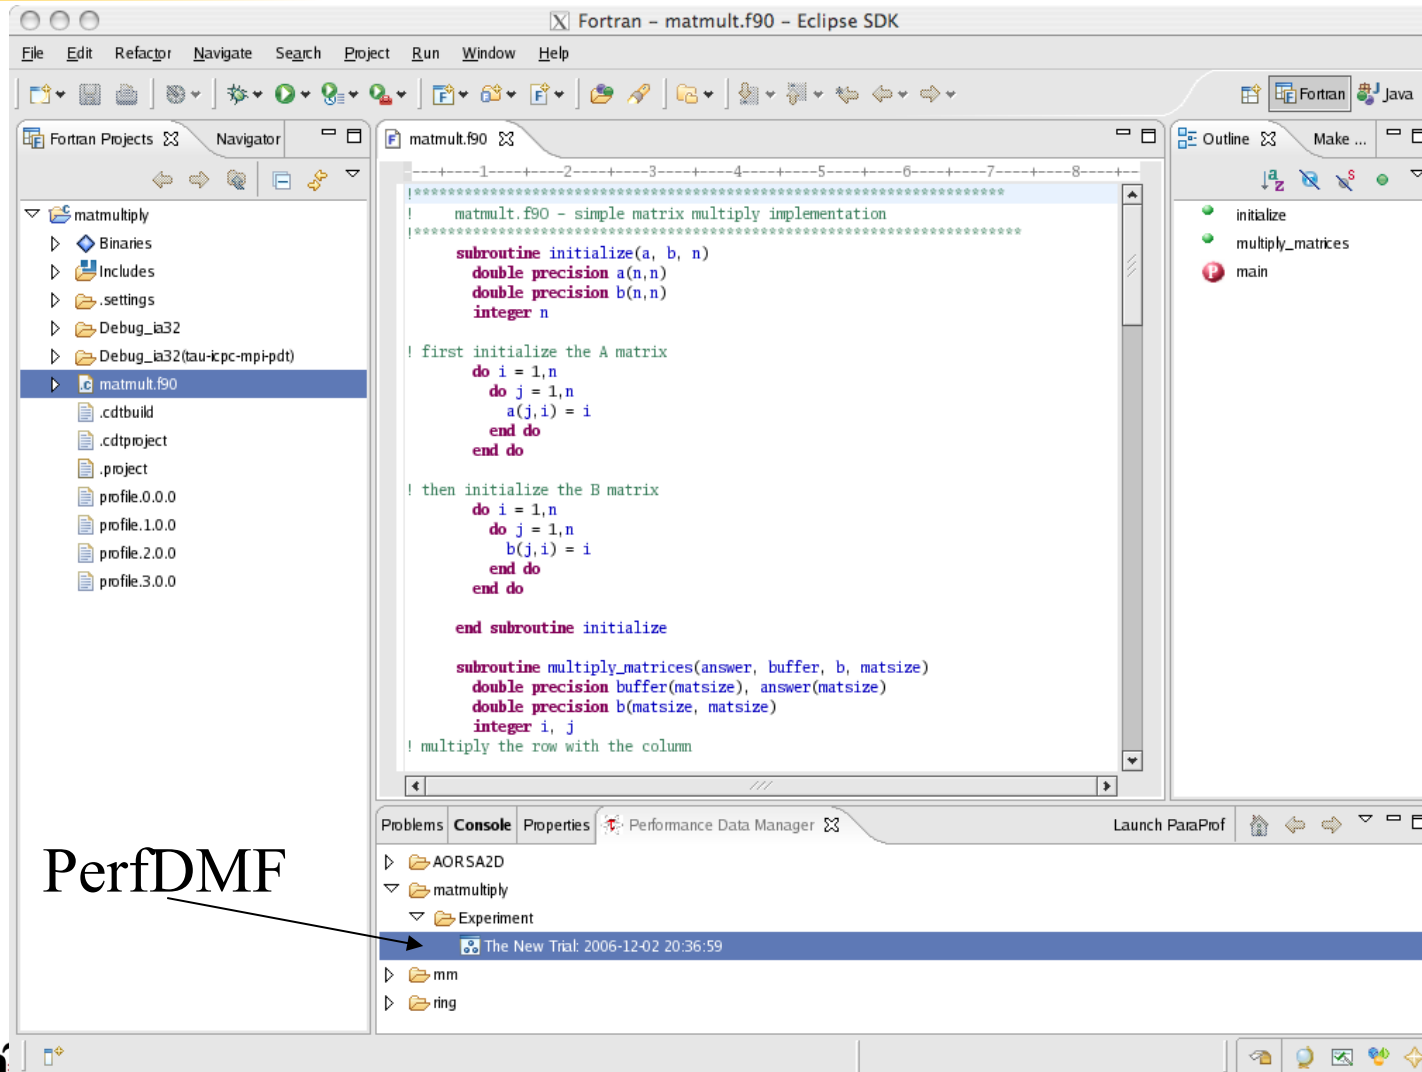 Fortran – matmult.f90 – Eclipse SDK
File Edit Refactor Navigate Search Project Run Window Help
Fortran Java
Fortran Projects Navigator
matmultiply
Binaries
Includes
.settings
Debug_ia32
Debug_ia32(tau-icpc-mpi-pdt)
matmult.f90
.cdtbuild
.cdtproject
.project
profile.0.0.0
profile.1.0.0
profile.2.0.0
profile.3.0.0
matmult.f90
----+----1----+----2----+----3----+----4----+----5----+----6----+----7----+----8----+--
!**********************************************************************
! matmult.f90 – simple matrix multiply implementation
!************************************************************************
subroutine initialize(a, b, n)
double precision a(n,n)
double precision b(n,n)
integer n
! first initialize the A matrix
do i = 1,n
do j = 1,n
a(j,i) = i
end do
end do
! then initialize the B matrix
do i = 1,n
do j = 1,n
b(j,i) = i
end do
end do
end subroutine initialize
subroutine multiply_matrices(answer, buffer, b, matsize)
double precision buffer(matsize), answer(matsize)
double precision b(matsize, matsize)
integer i, j
! multiply the row with the column
Outline Make ...
initialize
multiply_matrices
main
Problems Console Properties Performance Data Manager Launch ParaProf
AORSA2D
matmultiply
Experiment
The New Trial: 2006-12-02 20:36:59
mm
ring
PerfDMF